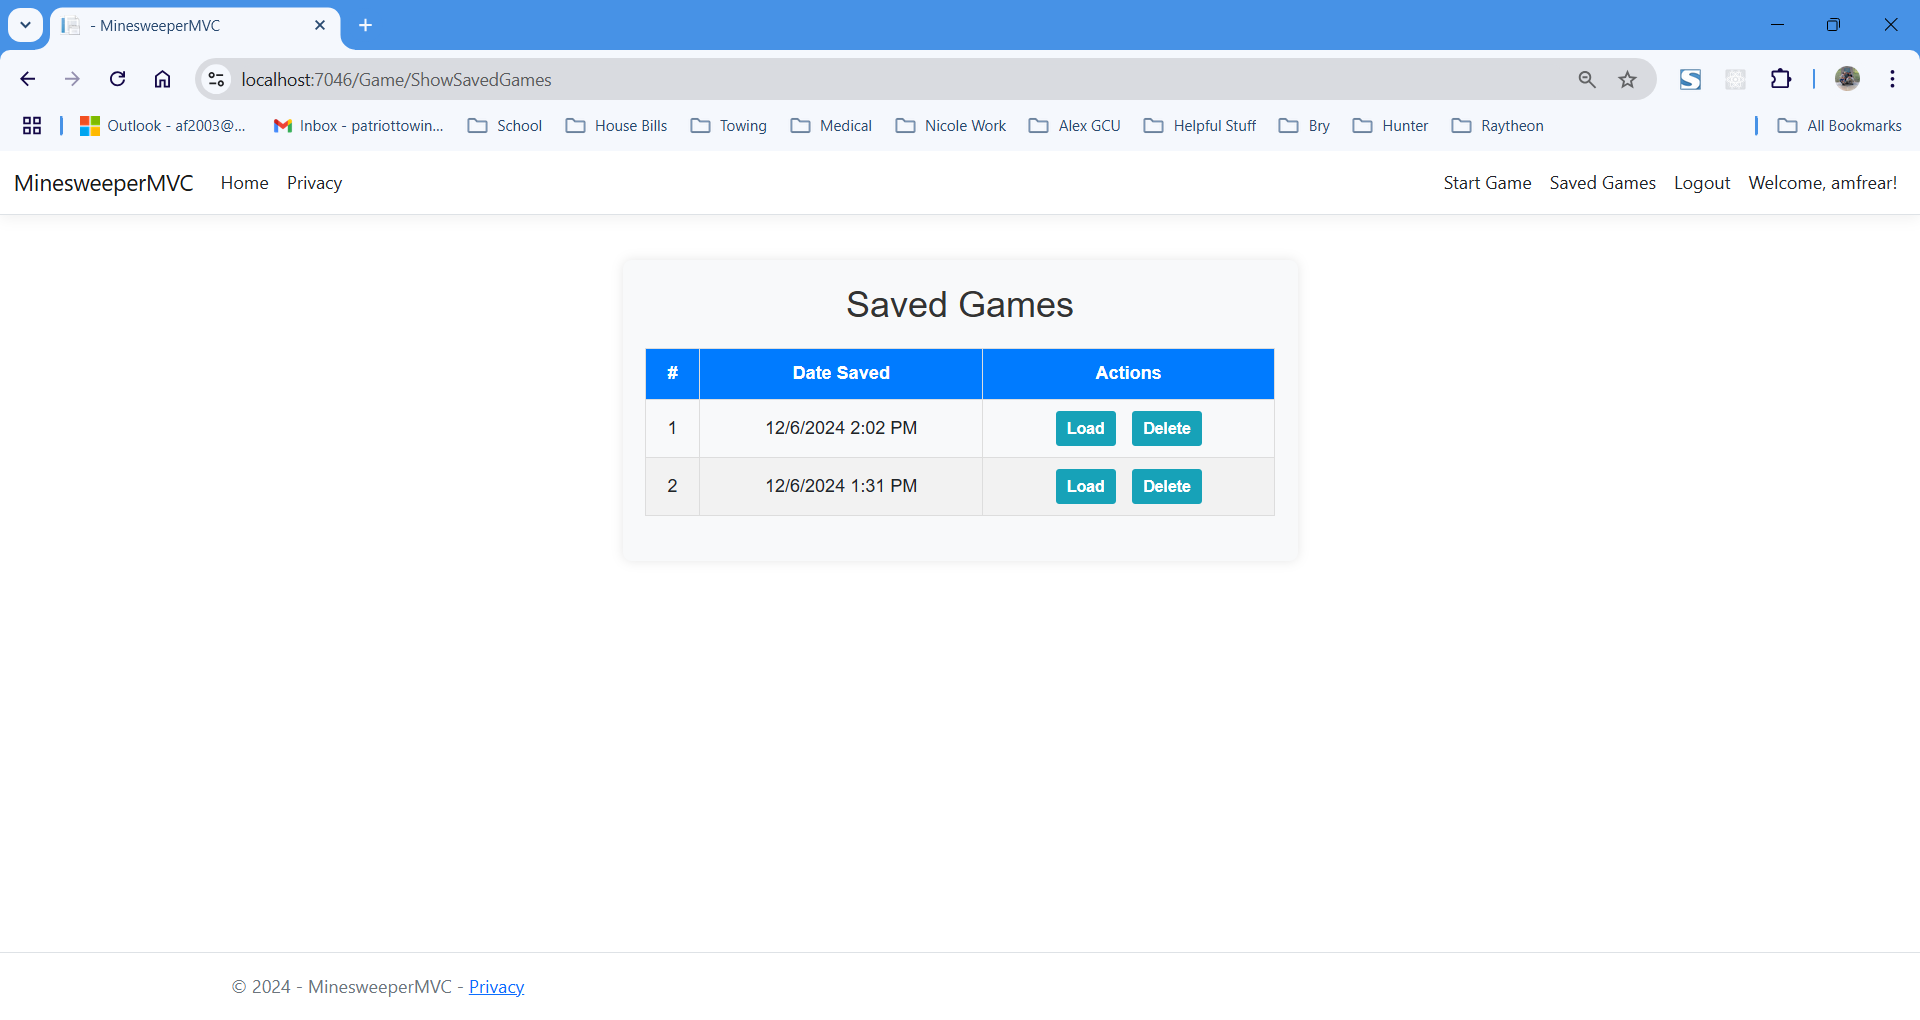 - MinesweeperMVC
localhost:7046/Game/ShowSavedGames
Outlook - af2003@... Inbox - patriottowin... School House Bills Towing Medical Nicole Work Alex GCU Helpful Stuff Bry Hunter Raytheon All Bookmarks
MinesweeperMVC Home Privacy Start Game Saved Games Logout Welcome, amfrear!
Saved Games
# Date Saved Actions
1 12/6/2024 2:02 PM Load Delete
2 12/6/2024 1:31 PM Load Delete
© 2024 - MinesweeperMVC - Privacy